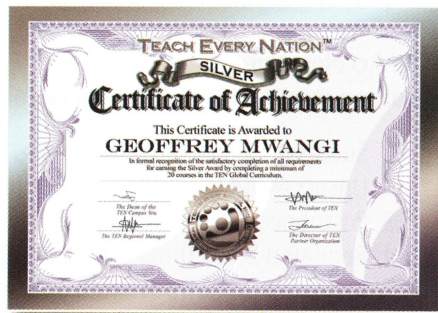 TEACH EVERY NATION™
SILVER
Certificate of Achievement
This Certificate is Awarded to
GEOFFREY MWANGI
In formal recognition of the satisfactory completion of all requirements
for earning the Silver Award by completing a minimum of
20 courses in the TEN Global Curriculum.
The Dean of the
TEN Campus
The President of TEN
The TEN Regional Manager
The Director of TEN
Partner Organization